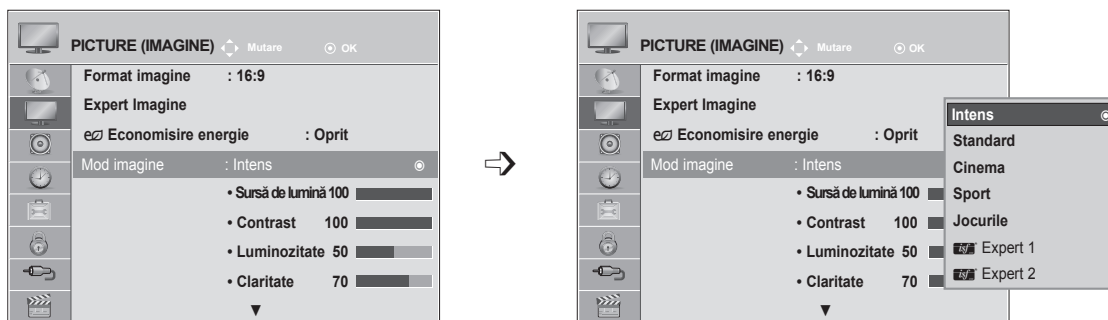 PICTURE (IMAGINE) Mutare OK
Format imagine : 16:9
Expert Imagine
e Economisire energie : Oprit
Mod imagine : Intens
• Sursă de lumină 100
• Contrast 100
• Luminozitate 50
• Claritate 70
PICTURE (IMAGINE) Mutare OK
Format imagine : 16:9
Expert Imagine
e Economisire energie : Oprit
Mod imagine : Intens
• Sursă de lumină 100
• Contrast 100
• Luminozitate 50
• Claritate 70
Intens
Standard
Cinema
Sport
Jocurile
isf Expert 1
isf Expert 2